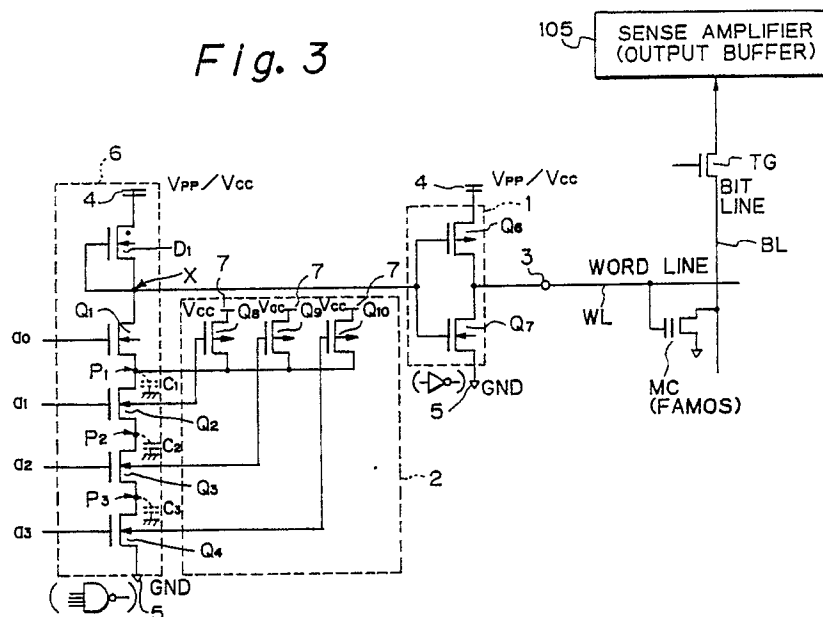 Fig. 3
105
SENSE AMPLIFIER
(OUTPUT BUFFER)
6
VPP/VCC
4
D1
X
Q1
a0
P1
C1
a1
Q2
P2
C2
a2
Q3
P3
C3
a3
Q4
GND
5
7 7 7
VCC VCC VCC
Q8 Q9 Q10
2
4
VPP/VCC
1
Q6
3
Q7
GND
5
TG
BIT
LINE
BL
WORD LINE
WL
MC
(FAMOS)